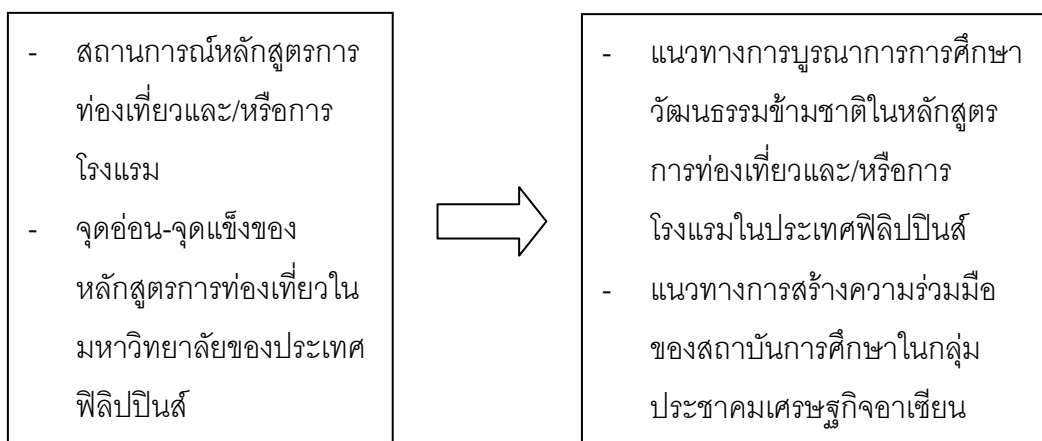 - สถานการณ์หลักสูตรการ
ท่องเที่ยวและ/หรือการ
โรงแรม
- จุดอ่อน-จุดแข็งของ
หลักสูตรการท่องเที่ยวใน
มหาวิทยาลัยของประเทศ
ฟิลิปปินส์
- แนวทางการบูรณาการการศึกษา
วัฒนธรรมข้ามชาติในหลักสูตร
การท่องเที่ยวและ/หรือการ
โรงแรมในประเทศฟิลิปปินส์
- แนวทางการสร้างความร่วมมือ
ของสถาบันการศึกษาในกลุ่ม
ประชาคมเศรษฐกิจอาเซียน